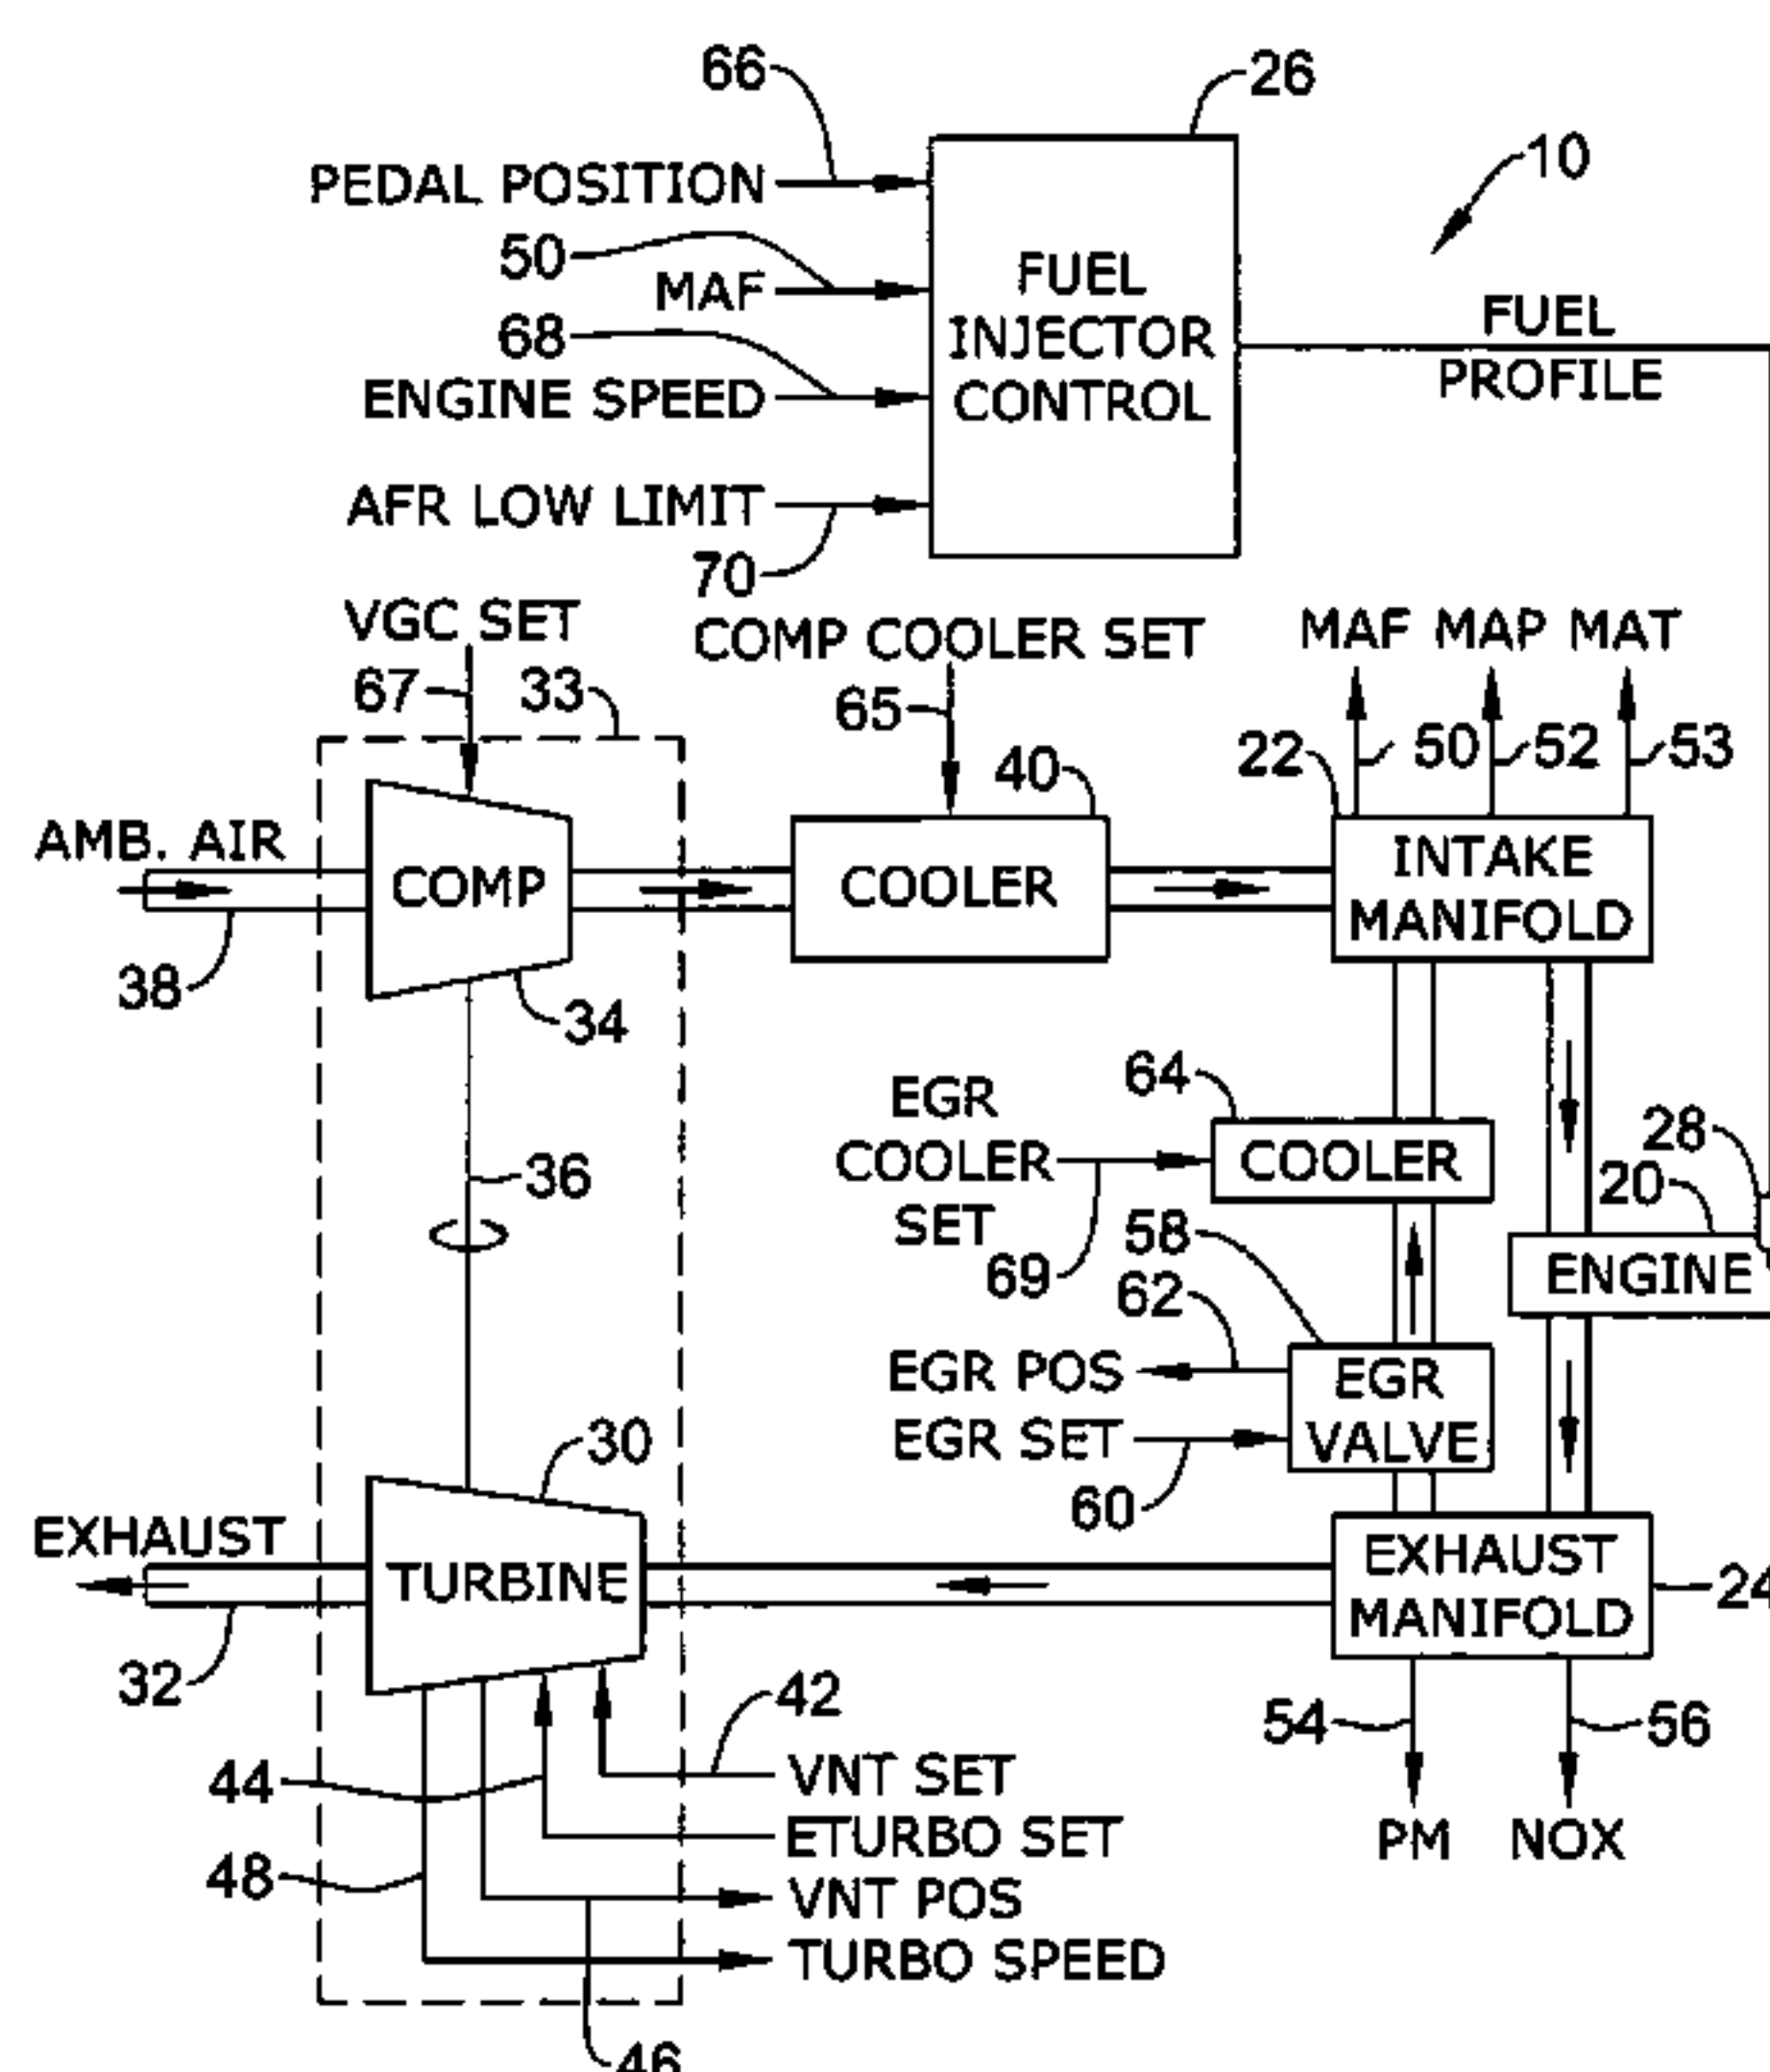 66
26
10
PEDAL POSITION
50
MAF
68
ENGINE SPEED
AFR LOW LIMIT
70
FUEL
INJECTOR
CONTROL
FUEL
PROFILE
VGC SET
67
33
COMP COOLER SET
65
40
MAF MAP MAT
22
50
52
53
AMB. AIR
COMP
COOLER
INTAKE
MANIFOLD
38
34
36
EGR
COOLER
SET
64
COOLER
69
28
20
ENGINE
58
62
EGR POS
EGR SET
60
EGR
VALVE
30
EXHAUST
TURBINE
EXHAUST
MANIFOLD
24
32
42
54
56
44
VNT SET
ETURBO SET
PM
NOX
48
VNT POS
TURBO SPEED
46